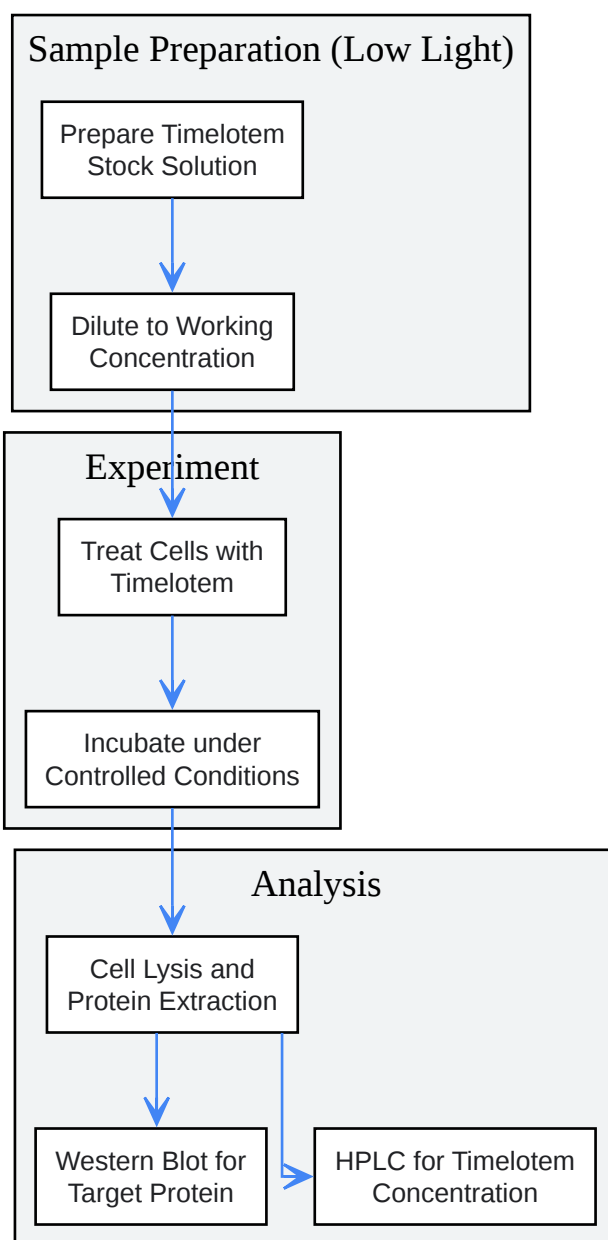 Sample Preparation (Low Light)
Prepare Timelotem
Stock Solution
Dilute to Working
Concentration
Experiment
Treat Cells with
Timelotem
Incubate under
Controlled Conditions
Analysis
Cell Lysis and
Protein Extraction
Western Blot for
Target Protein
HPLC for Timelotem
Concentration